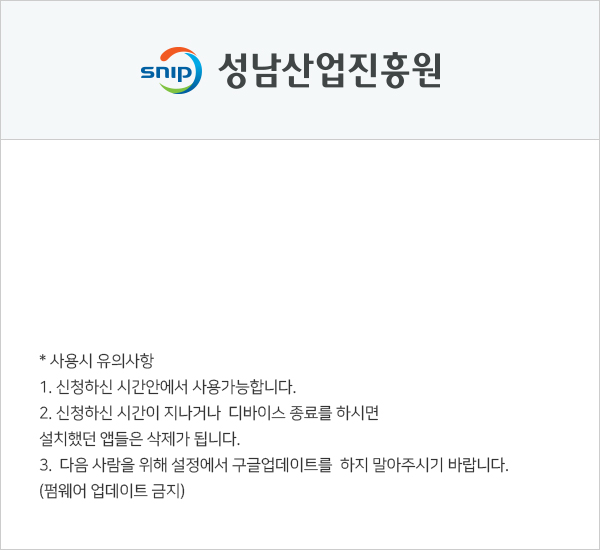 snip 성남산업진흥원
* 사용시 유의사항
1. 신청하신 시간안에서 사용가능합니다.
2. 신청하신 시간이 지나거나 디바이스 종료를 하시면
설치했던 앱들은 삭제가 됩니다.
3. 다음 사람을 위해 설정에서 구글업데이트를 하지 말아주시기 바랍니다.
(펌웨어 업데이트 금지)